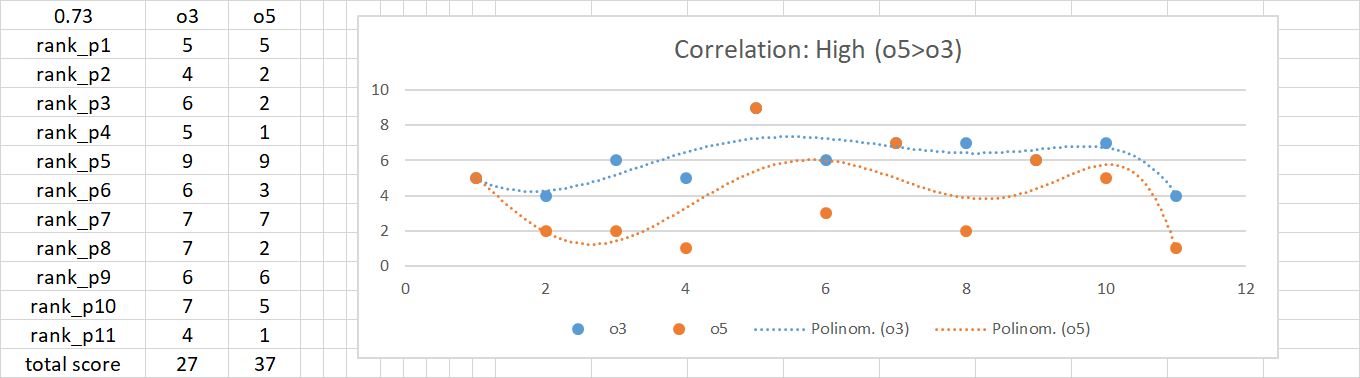 0.73 o3 o5
rank_p1 5 5
rank_p2 4 2
rank_p3 6 2
rank_p4 5 1
rank_p5 9 9
rank_p6 6 3
rank_p7 7 7
rank_p8 7 2
rank_p9 6 6
rank_p10 7 5
rank_p11 4 1
total score 27 37
Correlation: High (o5>o3)
10
8
6
4
2
0
0 2 4 6 8 10 12
o3 o5 Polinom. (o3) Polinom. (o5)